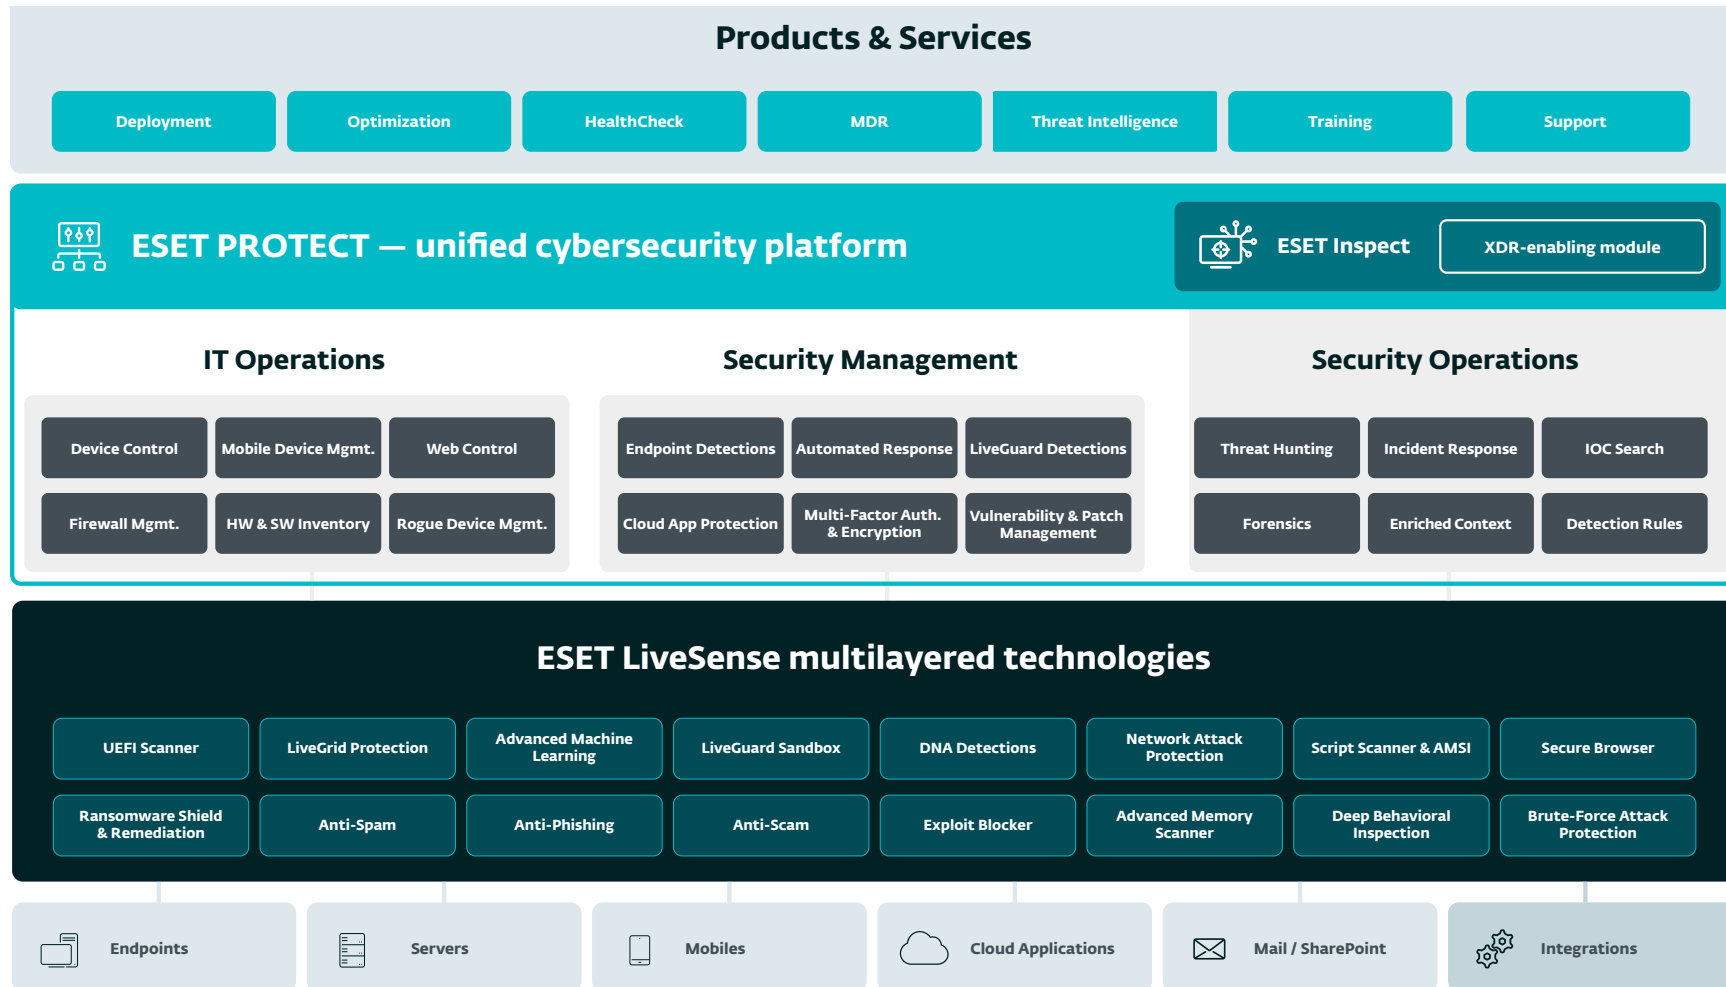 Products & Services
Deployment
Optimization
HealthCheck
MDR
Threat Intelligence
Training
Support
ESET PROTECT — unified cybersecurity platform
ESET Inspect
XDR-enabling module
IT Operations
Security Management
Security Operations
Device Control
Mobile Device Mgmt.
Web Control
Endpoint Detections
Automated Response
LiveGuard Detections
Threat Hunting
Incident Response
IOC Search
Firewall Mgmt.
HW & SW Inventory
Rogue Device Mgmt.
Cloud App Protection
Multi-Factor Auth.
& Encryption
Vulnerability & Patch
Management
Forensics
Enriched Context
Detection Rules
ESET LiveSense multilayered technologies
UEFI Scanner
LiveGrid Protection
Advanced Machine
Learning
LiveGuard Sandbox
DNA Detections
Network Attack
Protection
Script Scanner & AMSI
Secure Browser
Ransomware Shield
& Remediation
Anti-Spam
Anti-Phishing
Anti-Scam
Exploit Blocker
Advanced Memory
Scanner
Deep Behavioral
Inspection
Brute-Force Attack
Protection
Endpoints
Servers
Mobiles
Cloud Applications
Mail / SharePoint
Integrations